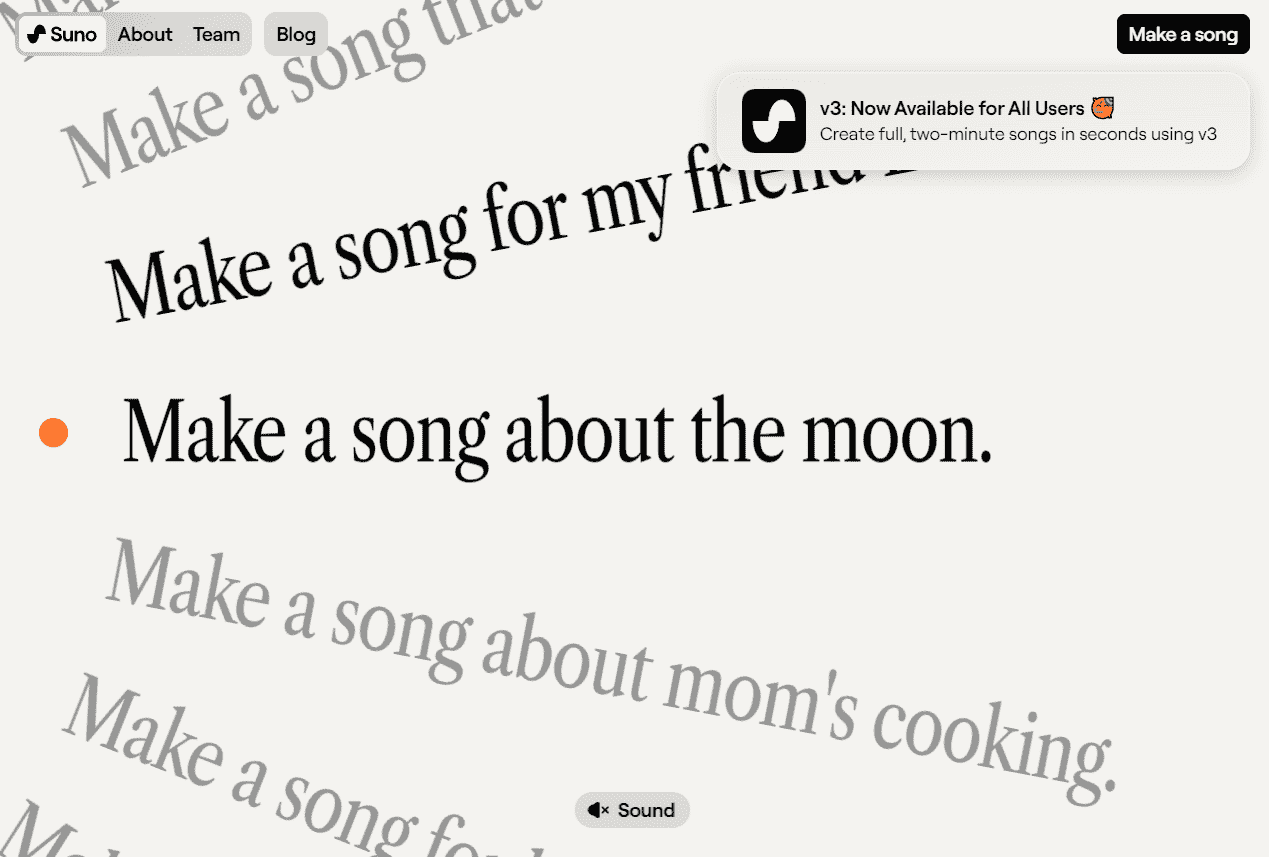 Suno
About
Team
Blog
Make a song
Make a song that
v3: Now Available for All Users
Create full, two-minute songs in seconds using v3
Make a song for my friend
Make a song about the moon.
Make a song about mom's cooking.
Make a song
Sound